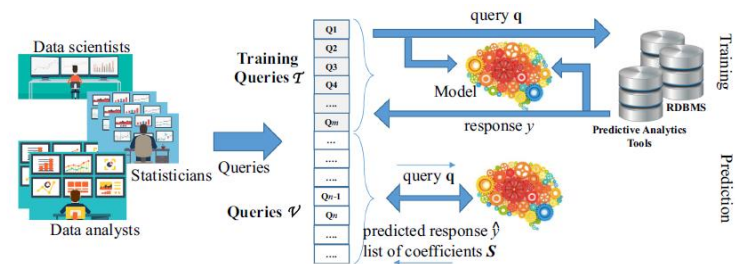 Data scientists
Statisticians
Data analysts
Queries
Training
Queries 𝒯
Queries 𝒱
Q1
Q2
Q3
Q4
....
Qm
...
....
....
Qn-1
Qn
....
....
query q
Model
response y
RDBMS
Predictive Analytics
Tools
Training
query q
predicted response ŷ
list of coefficients S
Prediction